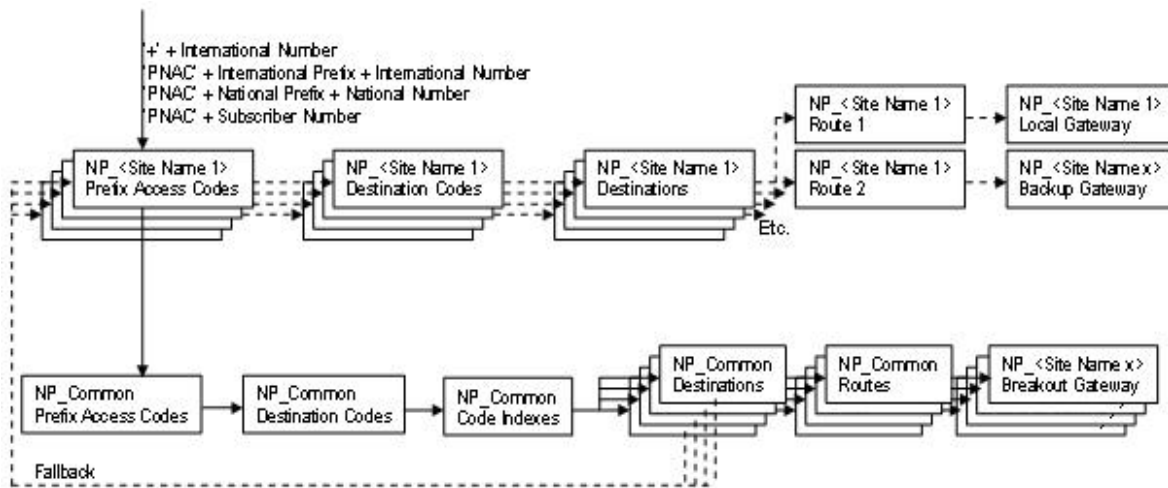 '+' + International Number
'PNAC' + International Prefix + International Number
'PNAC' + National Prefix + National Number
'PNAC' + Subscriber Number
NP_<Site Name 1>
Route 1
NP_<Site Name 1>
Local Gateway
NP_<Site Name 1>
Prefix Access Codes
NP_<Site Name 1>
Destination Codes
NP_<Site Name 1>
Destinations
NP_<Site Name 1>
Route 2
NP_<Site Name x>
Backup Gateway
Etc.
NP_Common
Prefix Access Codes
NP_Common
Destination Codes
NP_Common
Code Indexes
NP_Common
Destinations
NP_Common
Routes
NP_<Site Name x>
Breakout Gateway
Fallback